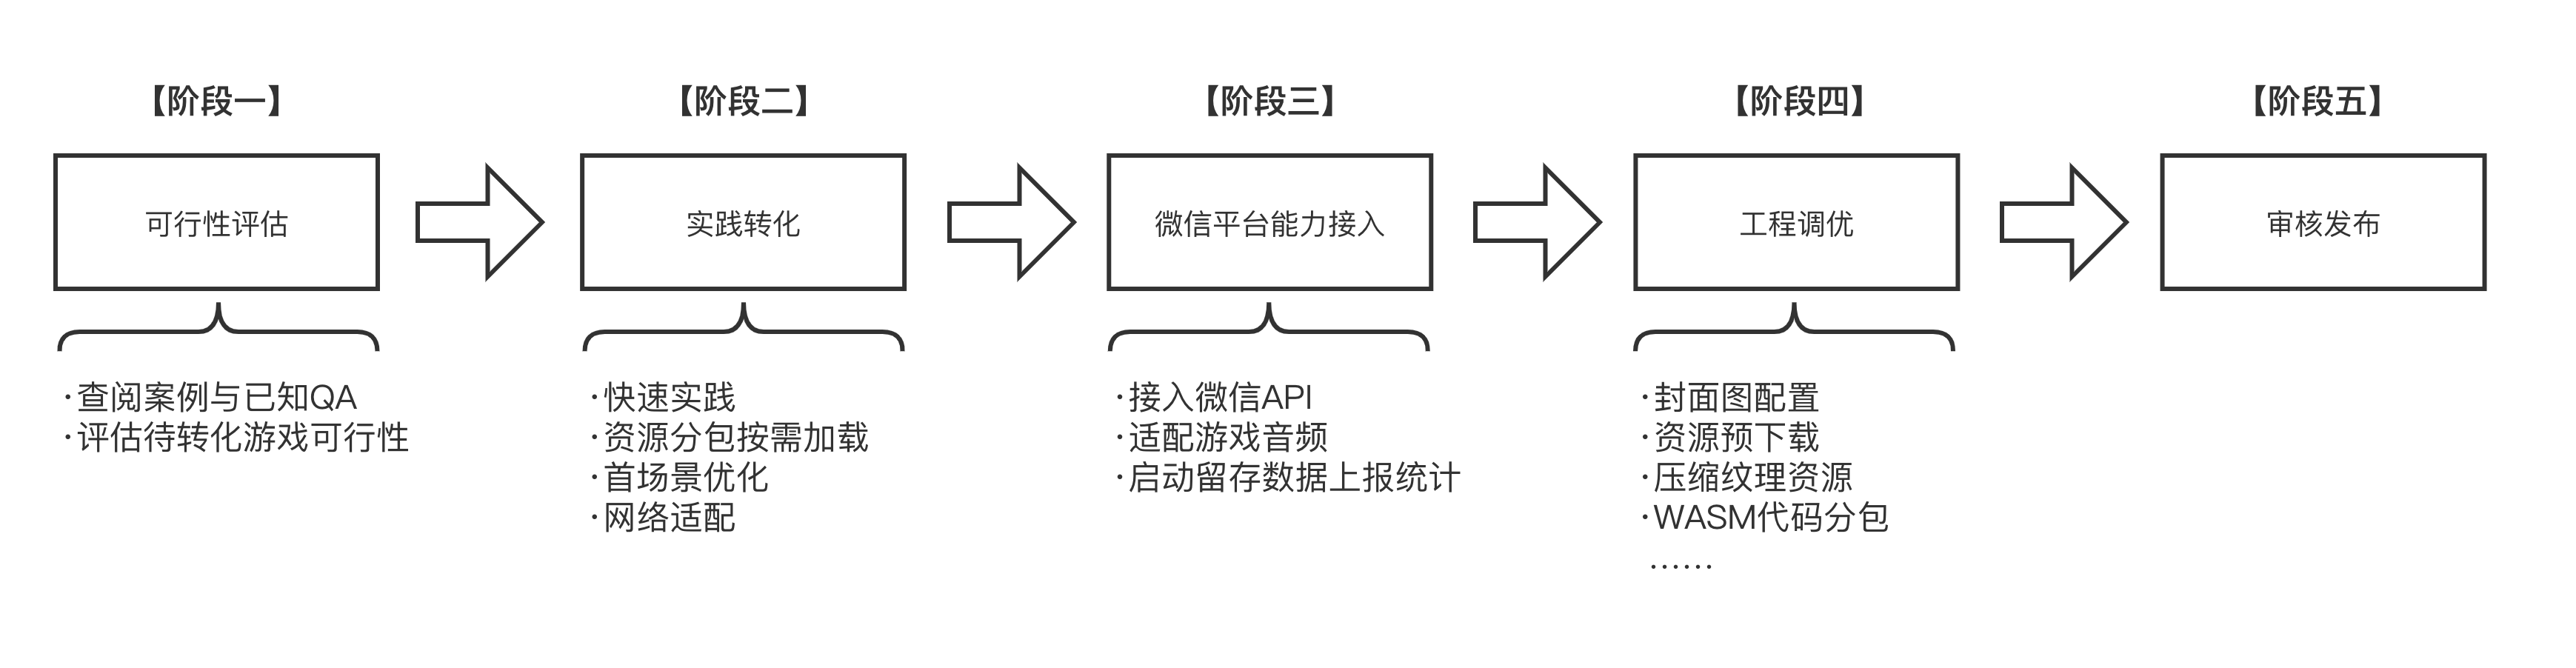 【阶段一】
【阶段二】
【阶段三】
【阶段四】
【阶段五】
可行性评估
实践转化
微信平台能力接入
工程调优
审核发布
·查阅案例与已知QA
·评估待转化游戏可行性
·快速实践
·资源分包按需加载
·首场景优化
·网络适配
·接入微信API
·适配游戏音频
·启动留存数据上报统计
·封面图配置
·资源预下载
·压缩纹理资源
·WASM代码分包
……